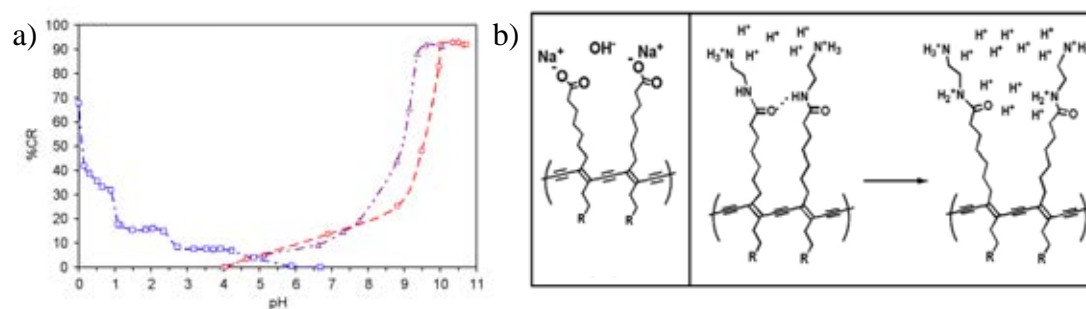 a)
b)
%CR
100
90
80
70
60
50
40
30
20
10
0
0 1 2 3 4 5 6 7 8 9 10 11
pH
Na⁺ OH⁻ Na⁺
⁻O O
⁻O O
R R
( )
H⁺ H⁺ H⁺ H⁺
H₃⁺N H⁺ H⁺ N⁺H₃
HN HN
O O
R R
( )
H⁺ H⁺ H⁺ H⁺ H⁺ H⁺
H₃⁺N H⁺ H⁺ H⁺ H⁺
H₂⁺N H⁺ H⁺ H₂⁺N
O H⁺ H⁺ O
R R
( )